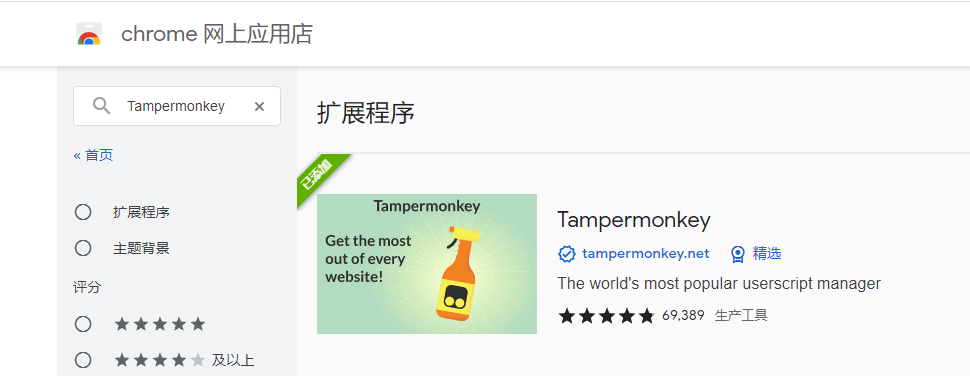 chrome 网上应用店
Tampermonkey ×
« 首页
扩展程序
主题背景
评分
及以上
扩展程序
已添加
Tampermonkey
Get the most
out of every
website!
Tampermonkey
tampermonkey.net 精选
The world's most popular userscript manager
69,389 生产工具